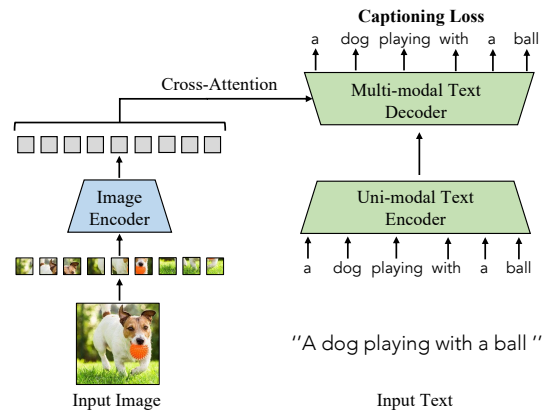 Captioning Loss
a dog playing with a ball
Cross-Attention
Multi-modal Text
Decoder
Image
Encoder
Uni-modal Text
Encoder
a dog playing with a ball
"A dog playing with a ball "
Input Image
Input Text